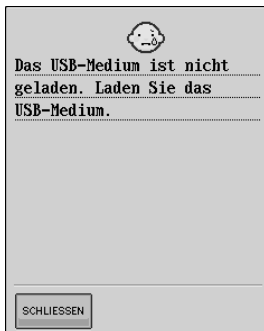 Das USB-Medium ist nicht
geladen. Laden Sie das
USB-Medium.
SCHLIESSEN